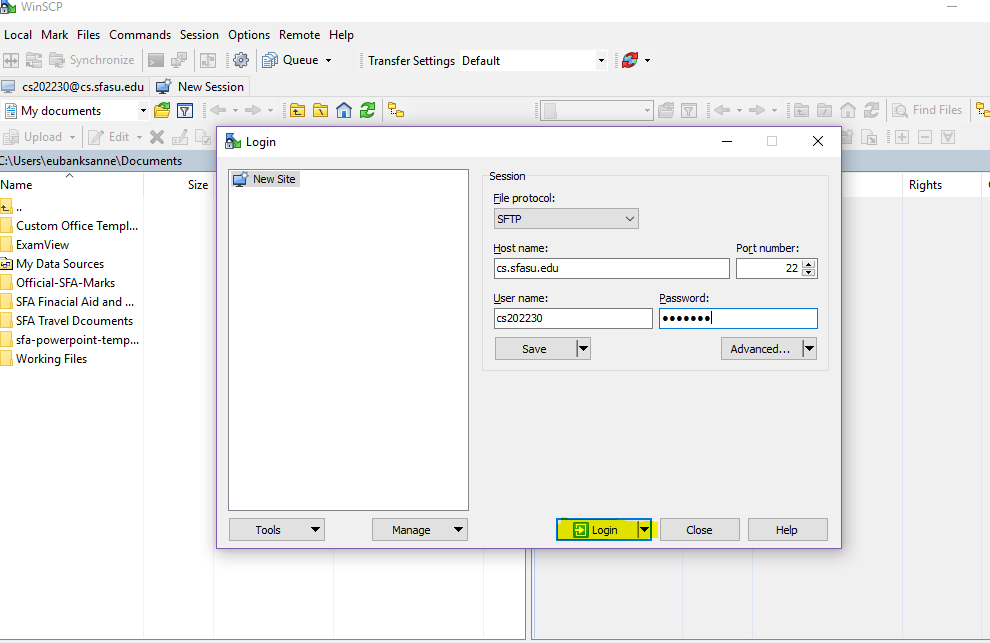 WinSCP
Local Mark Files Commands Session Options Remote Help
Synchronize Queue Transfer Settings Default
cs202230@cs.sfasu.edu New Session
My documents Find Files
Upload Edit
C:\Users\eubanksanne\Documents
Name Size Rights
..
Custom Office Templ...
ExamView
My Data Sources
Official-SFA-Marks
SFA Finacial Aid and ...
SFA Travel Dcouments
sfa-powerpoint-temp...
Working Files
Login
New Site
Session
File protocol:
SFTP
Host name: Port number:
cs.sfasu.edu 22
User name: Password:
cs202230 ●●●●●●●
Save Advanced...
Tools Manage Login Close Help